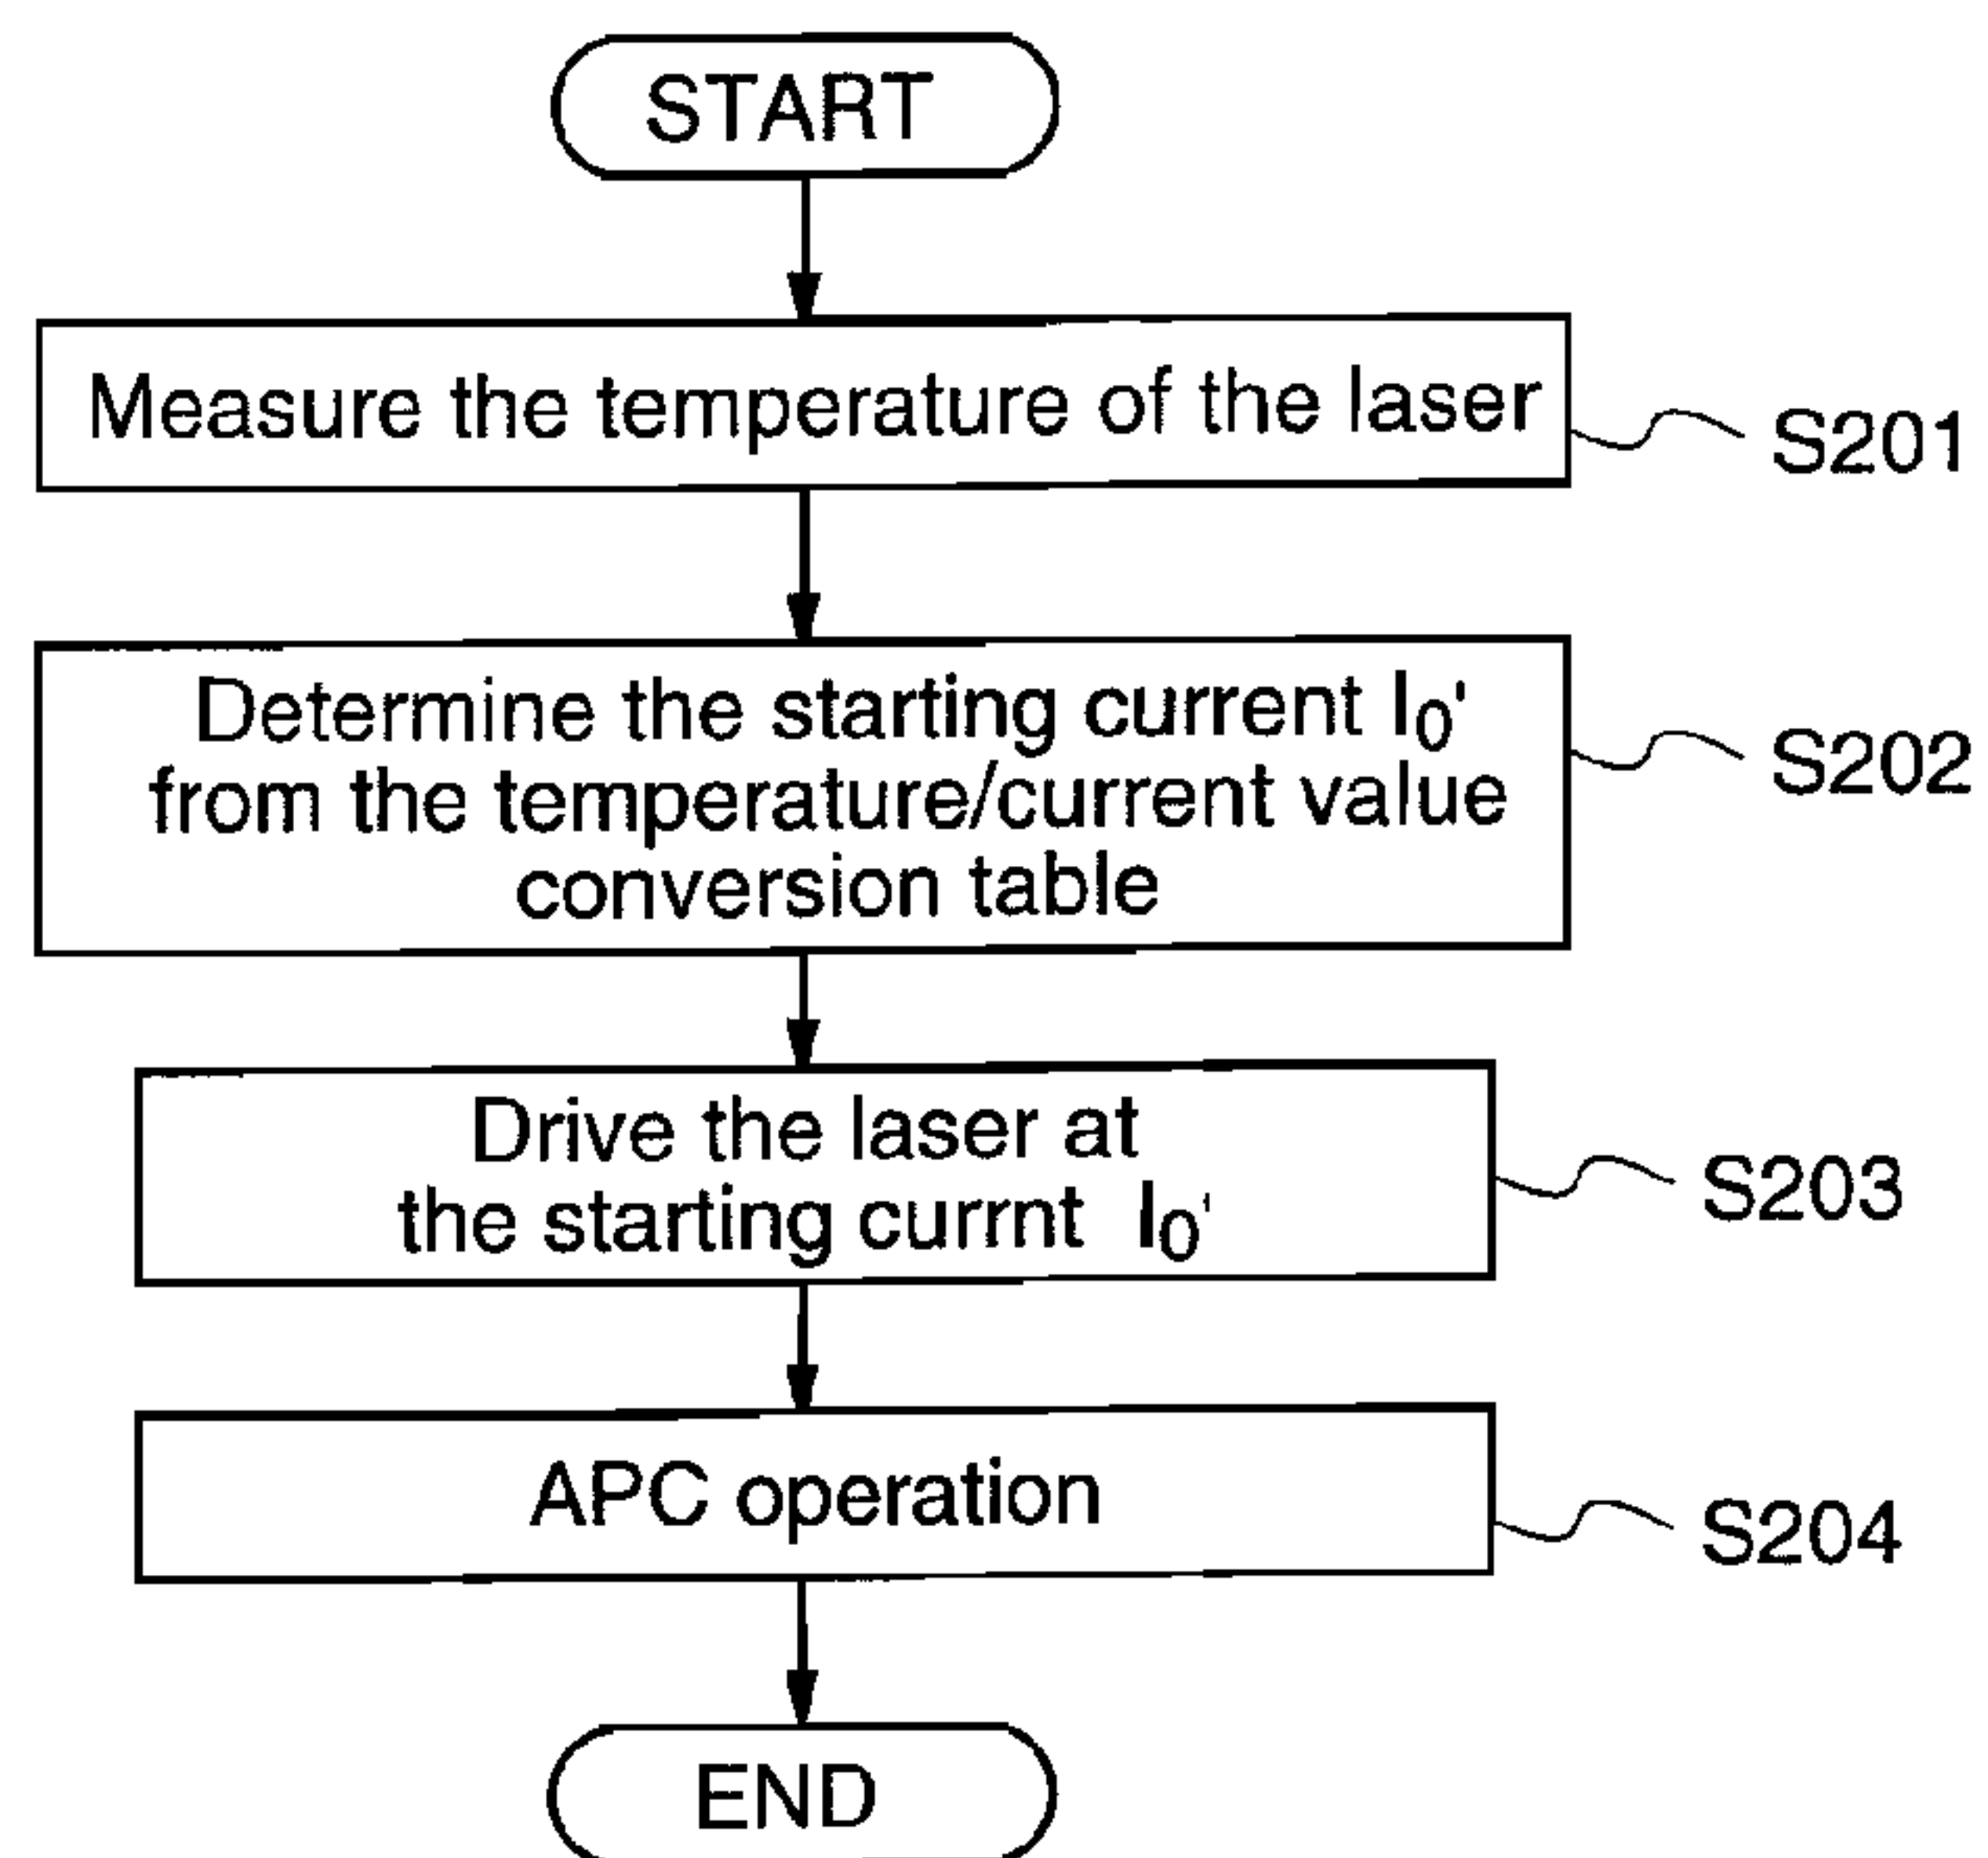 START
Measure the temperature of the laser
S201
Determine the starting current I₀'
from the temperature/current value
conversion table
S202
Drive the laser at
the starting currnt I₀'
S203
APC operation
S204
END